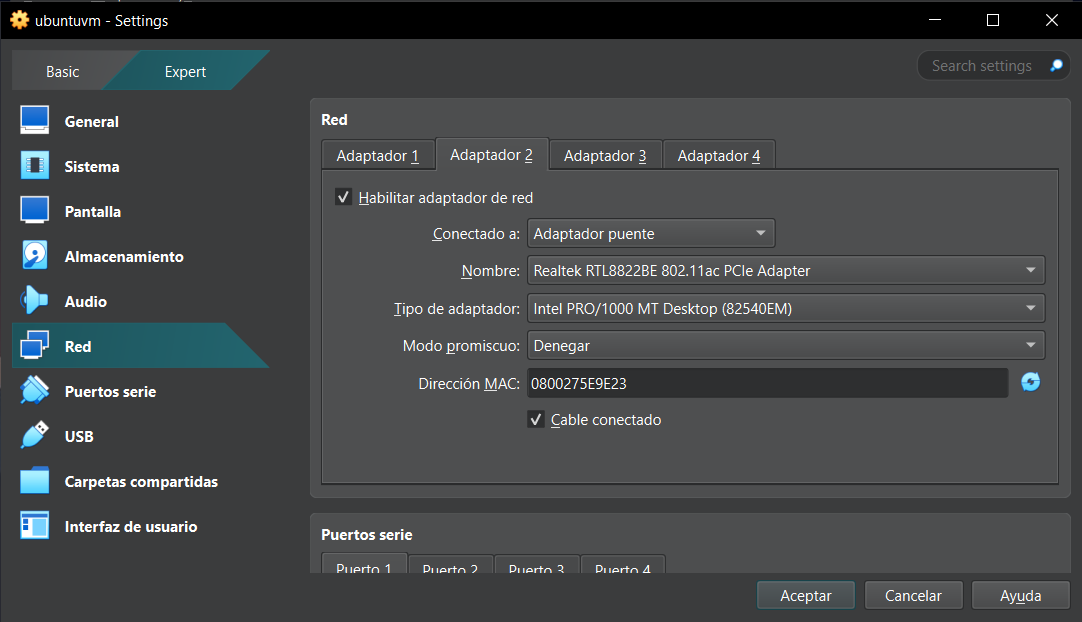 ubuntuvm - Settings
Basic Expert Search settings
General
Sistema
Pantalla
Almacenamiento
Audio
Red
Puertos serie
USB
Carpetas compartidas
Interfaz de usuario
Red
Adaptador 1 Adaptador 2 Adaptador 3 Adaptador 4
Habilitar adaptador de red
Conectado a: Adaptador puente
Nombre: Realtek RTL8822BE 802.11ac PCIe Adapter
Tipo de adaptador: Intel PRO/1000 MT Desktop (82540EM)
Modo promiscuo: Denegar
Dirección MAC: 0800275E9E23
Cable conectado
Puertos serie
Puerto 1 Puerto 2 Puerto 3 Puerto 4
Aceptar Cancelar Ayuda